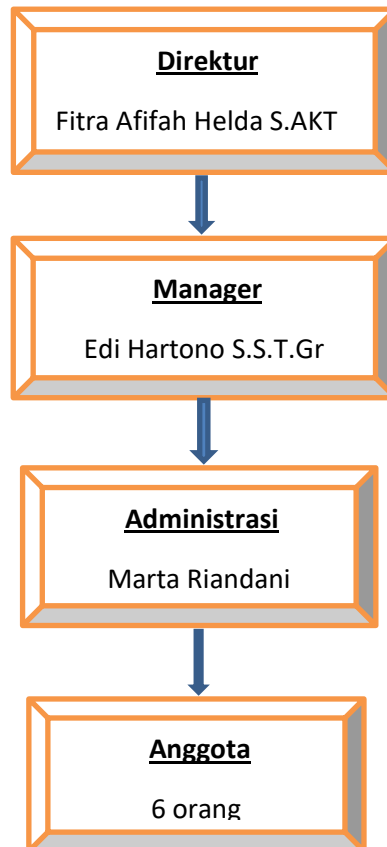 Direktur
Fitra Afifah Helda S.AKT
Manager
Edi Hartono S.S.T.Gr
Administrasi
Marta Riandani
Anggota
6 orang